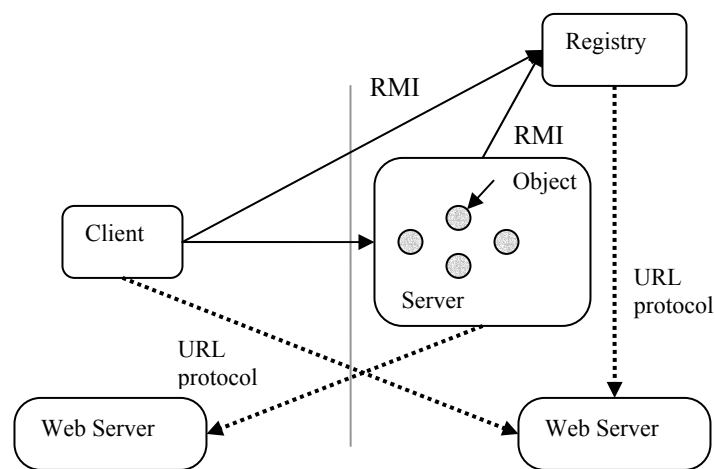 Registry
RMI
RMI
Object
Client
Server
URL
protocol
URL
protocol
Web Server
Web Server